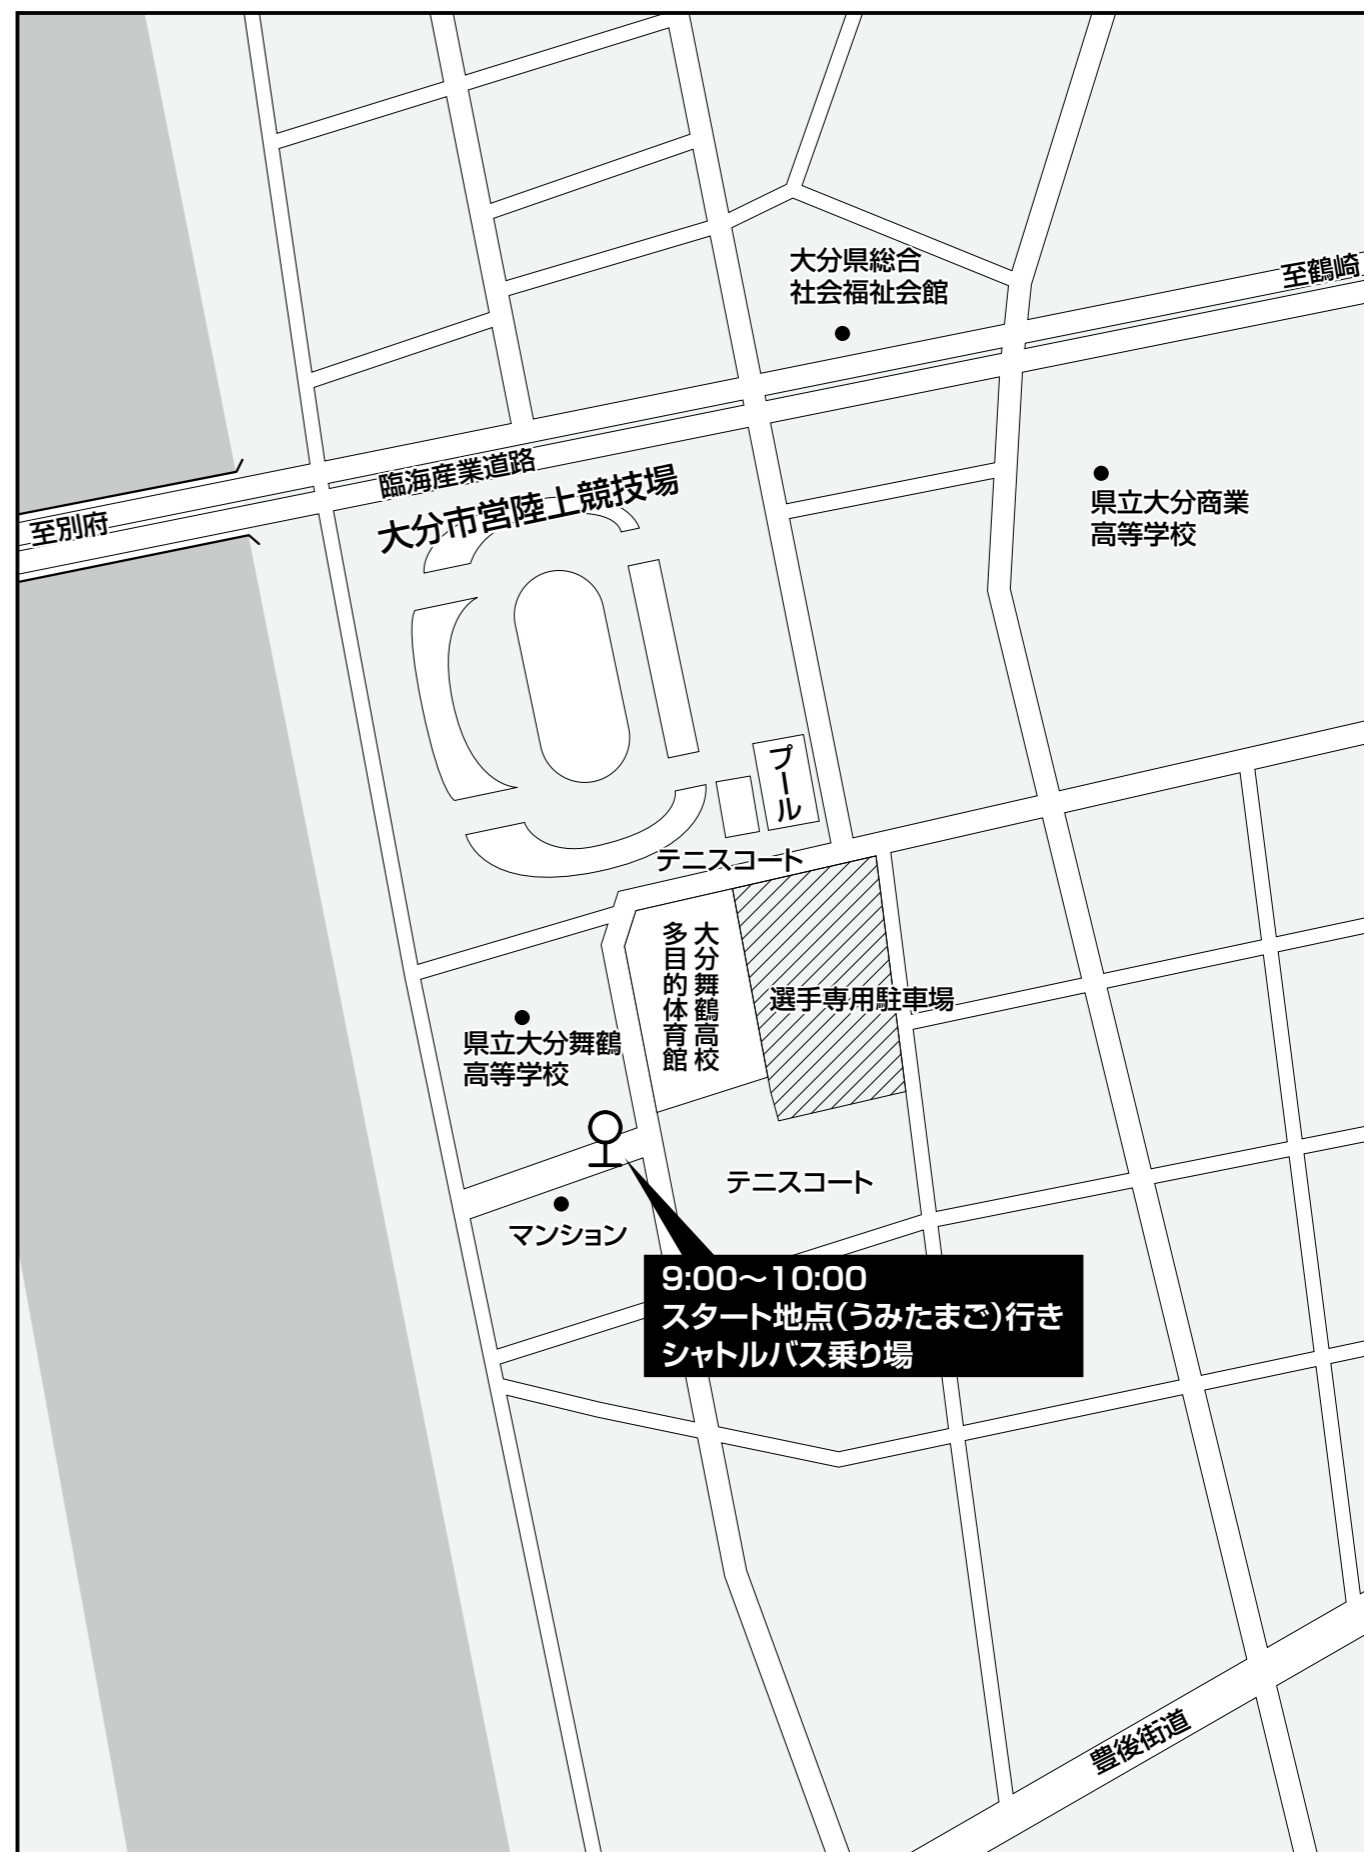 大分県総合
社会福祉会館
至鶴崎
臨海産業道路
至別府
大分市営陸上競技場
県立大分商業
高等学校
プール
テニスコート
大分舞鶴高校
多目的体育館
選手専用駐車場
県立大分舞鶴
高等学校
テニスコート
マンション
9:00～10:00
スタート地点(うみたまご)行き
シャトルバス乗り場
豊後街道